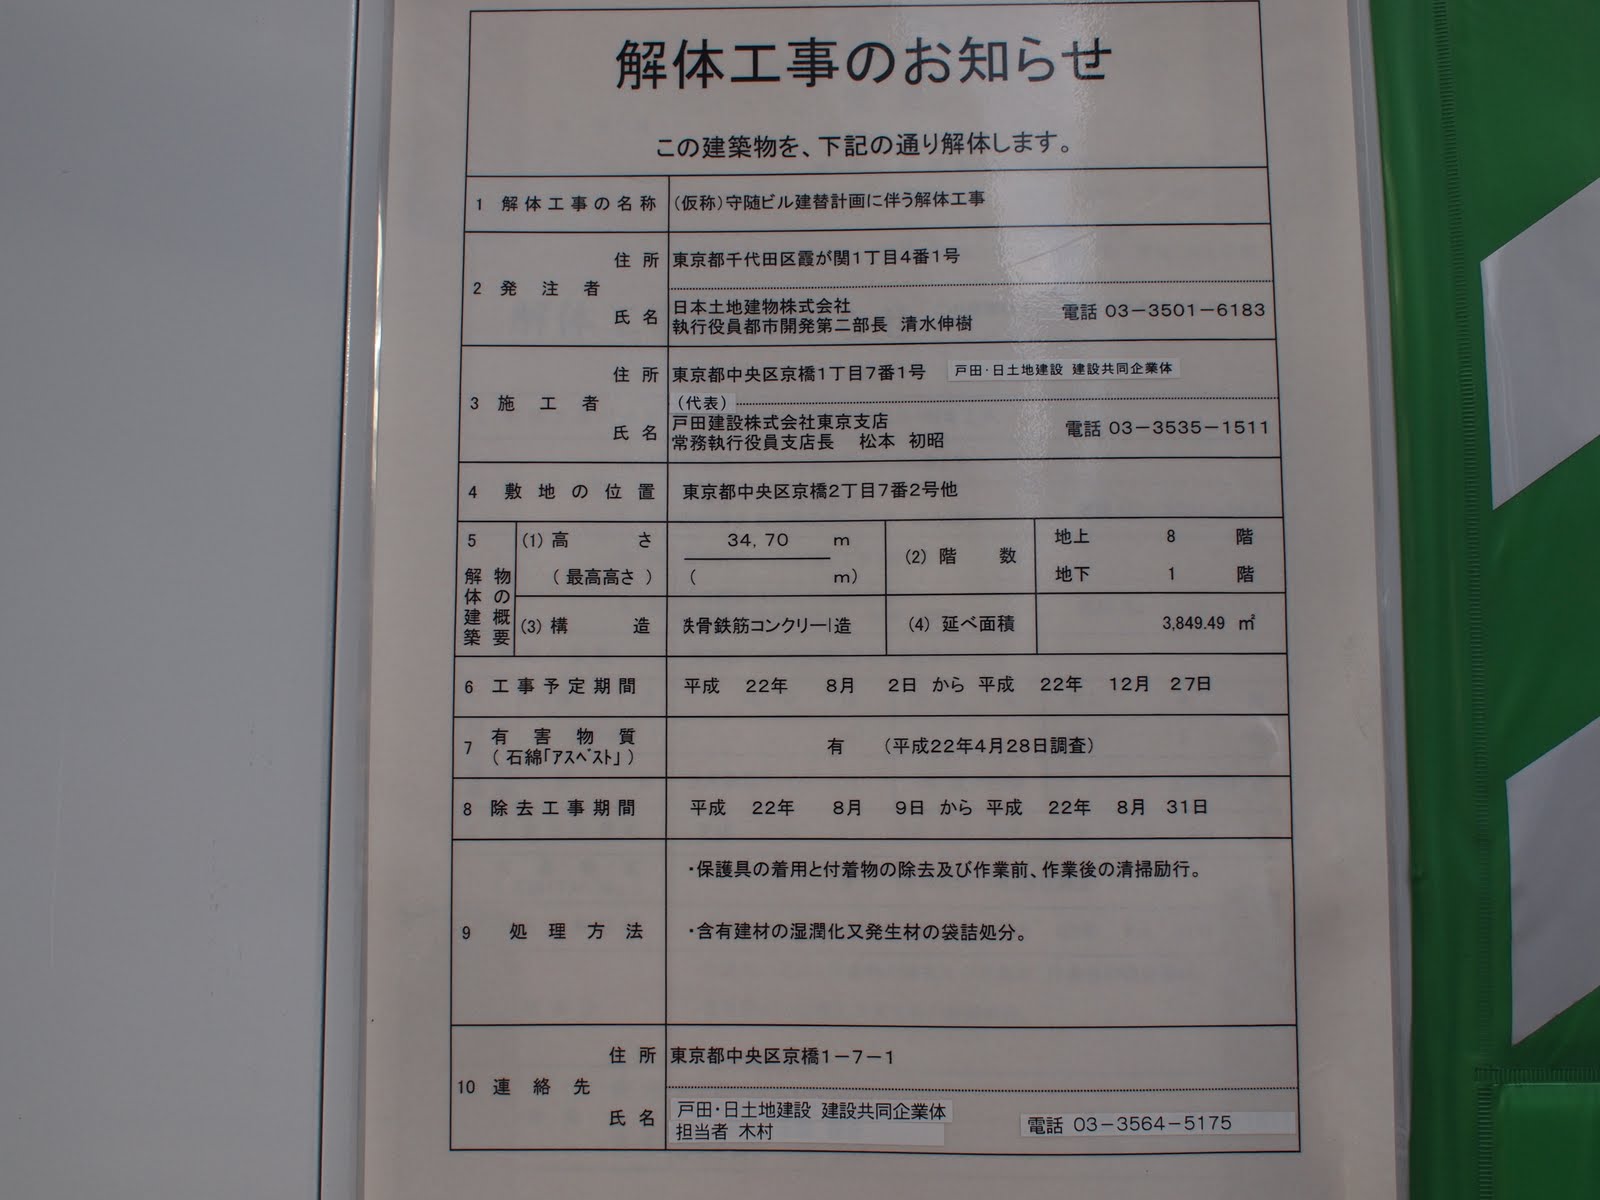 解体工事のお知らせ
この建築物を、下記の通り解体します。
1 解体工事の名称 (仮称)守随ビル建替計画に伴う解体工事
2 発注者 住所 東京都千代田区霞が関1丁目4番1号
氏名 日本土地建物株式会社
執行役員都市開発第二部長 清水伸樹 電話 03-3501-6183
3 施工者 住所 東京都中央区京橋1丁目7番1号 戸田・日土地建設 建設共同企業体
(代表)
氏名 戸田建設株式会社東京支店
常務執行役員支店長 松本 初昭 電話 03-3535-1511
4 敷地の位置 東京都中央区京橋2丁目7番2号他
5 解体建築物の概要
(1) 高さ 34,70 m
(最高高さ) ( m)
(2) 階数 地上 8 階
地下 1 階
(3) 構造 鉄骨鉄筋コンクリート造
(4) 延べ面積 3,849.49 ㎡
6 工事予定期間 平成 22年 8月 2日 から 平成 22年 12月 27日
7 有害物質
(石綿「アスベスト」) 有 (平成22年4月28日調査)
8 除去工事期間 平成 22年 8月 9日 から 平成 22年 8月 31日
9 処理方法
・保護具の着用と付着物の除去及び作業前、作業後の清掃励行。
・含有建材の湿潤化又発生材の袋詰処分。
10 連絡先 住所 東京都中央区京橋1-7-1
氏名 戸田・日土地建設 建設共同企業体
担当者 木村 電話 03-3564-5175